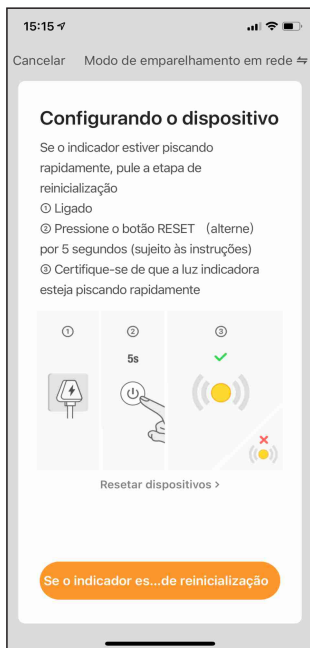 15:15
Cancelar Modo de emparelhamento em rede ⇋
Configurando o dispositivo
Se o indicador estiver piscando
rapidamente, pule a etapa de
reinicialização
① Ligado
② Pressione o botão RESET （alterne）
por 5 segundos (sujeito às instruções)
③ Certifique-se de que a luz indicadora
esteja piscando rapidamente
① ② ③
5s
Resetar dispositivos >
Se o indicador es...de reinicialização